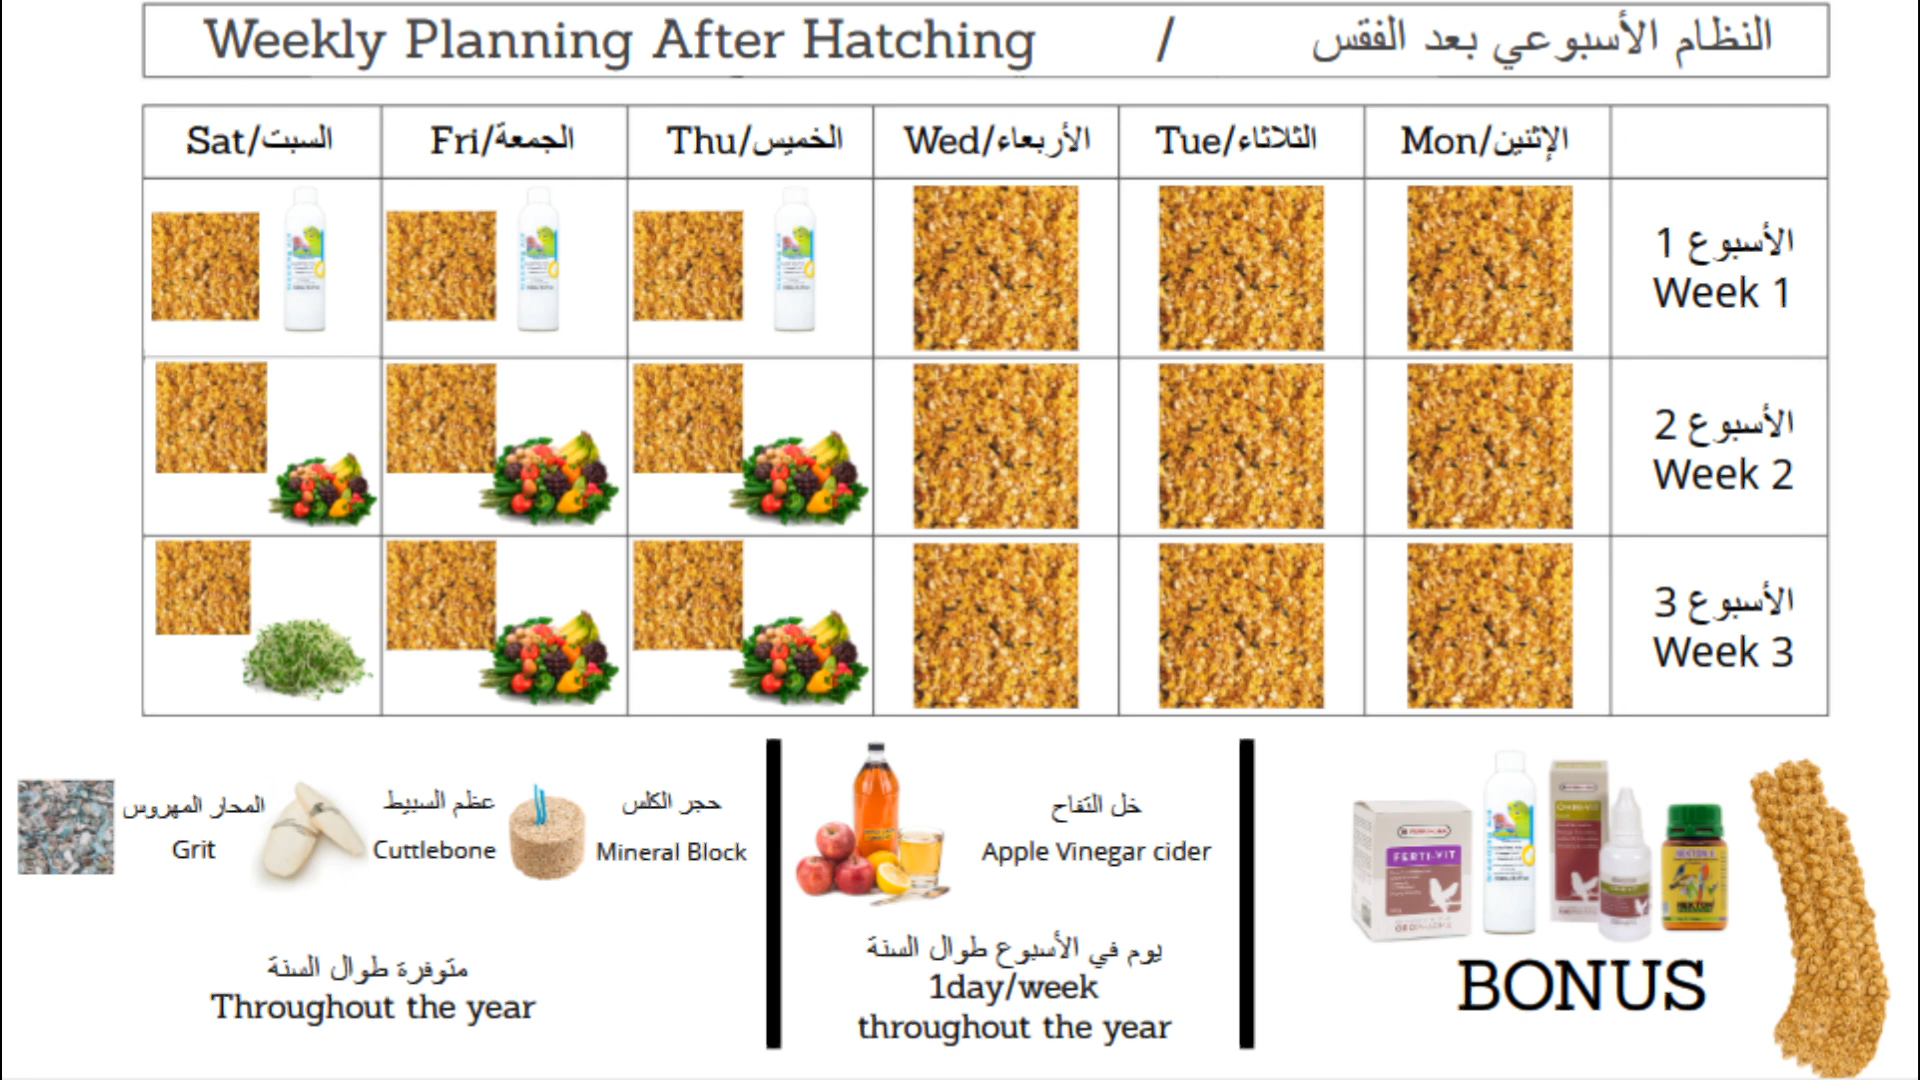 Weekly Planning After Hatching / النظام الأسبوعي بعد الفقس
Sat/السبت
Fri/الجمعة
Thu/الخميس
Wed/الأربعاء
Tue/الثلاثاء
Mon/الإثنين
الأسبوع 1
Week 1
الأسبوع 2
Week 2
الأسبوع 3
Week 3
المحار المهروس
Grit
عظم السبيط
Cuttlebone
حجر الكلس
Mineral Block
متوفرة طوال السنة
Throughout the year
خل التفاح
Apple Vinegar cider
يوم في الأسبوع طوال السنة
1day/week
throughout the year
FERTI-VIT
OROPHARMA
NEKTON
BONUS